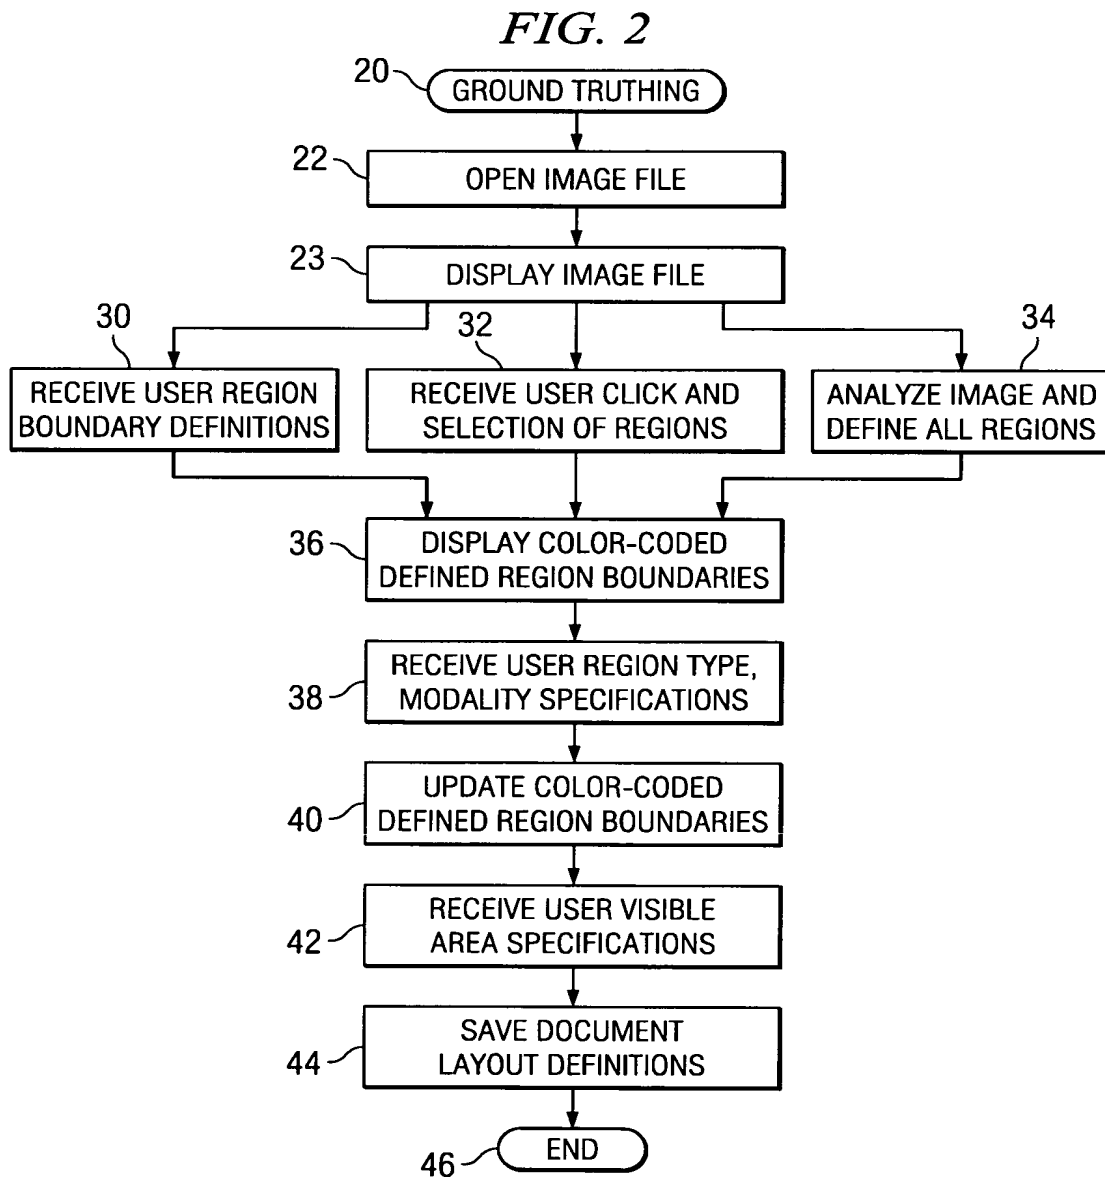 FIG. 2
20
GROUND TRUTHING
22
OPEN IMAGE FILE
23
DISPLAY IMAGE FILE
30
RECEIVE USER REGION
BOUNDARY DEFINITIONS
32
RECEIVE USER CLICK AND
SELECTION OF REGIONS
34
ANALYZE IMAGE AND
DEFINE ALL REGIONS
36
DISPLAY COLOR-CODED
DEFINED REGION BOUNDARIES
38
RECEIVE USER REGION TYPE,
MODALITY SPECIFICATIONS
40
UPDATE COLOR-CODED
DEFINED REGION BOUNDARIES
42
RECEIVE USER VISIBLE
AREA SPECIFICATIONS
44
SAVE DOCUMENT
LAYOUT DEFINITIONS
46
END